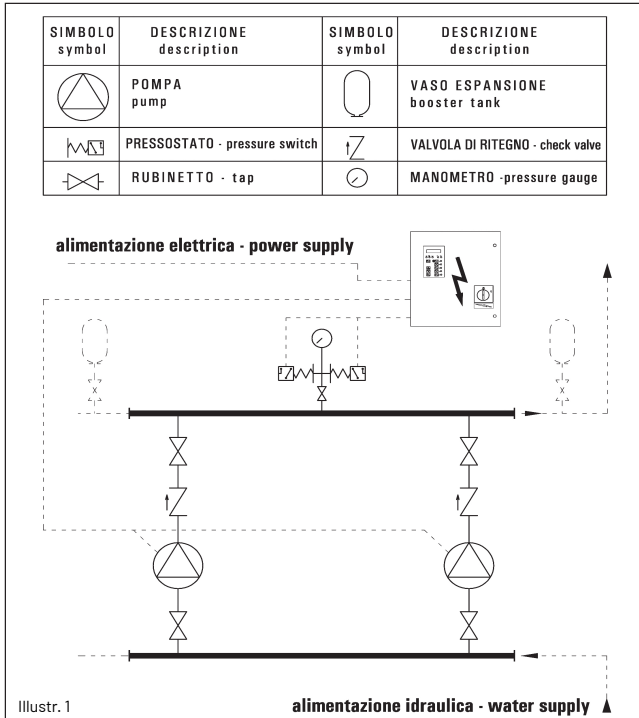 SIMBOLO DESCRIZIONE SIMBOLO DESCRIZIONE
symbol description symbol description
POMPA VASO ESPANSIONE
pump booster tank
PRESSOSTATO - pressure switch VALVOLA DI RITEGNO - check valve
RUBINETTO - tap MANOMETRO -pressure gauge
alimentazione elettrica - power supply
Illustr. 1 alimentazione idraulica - water supply